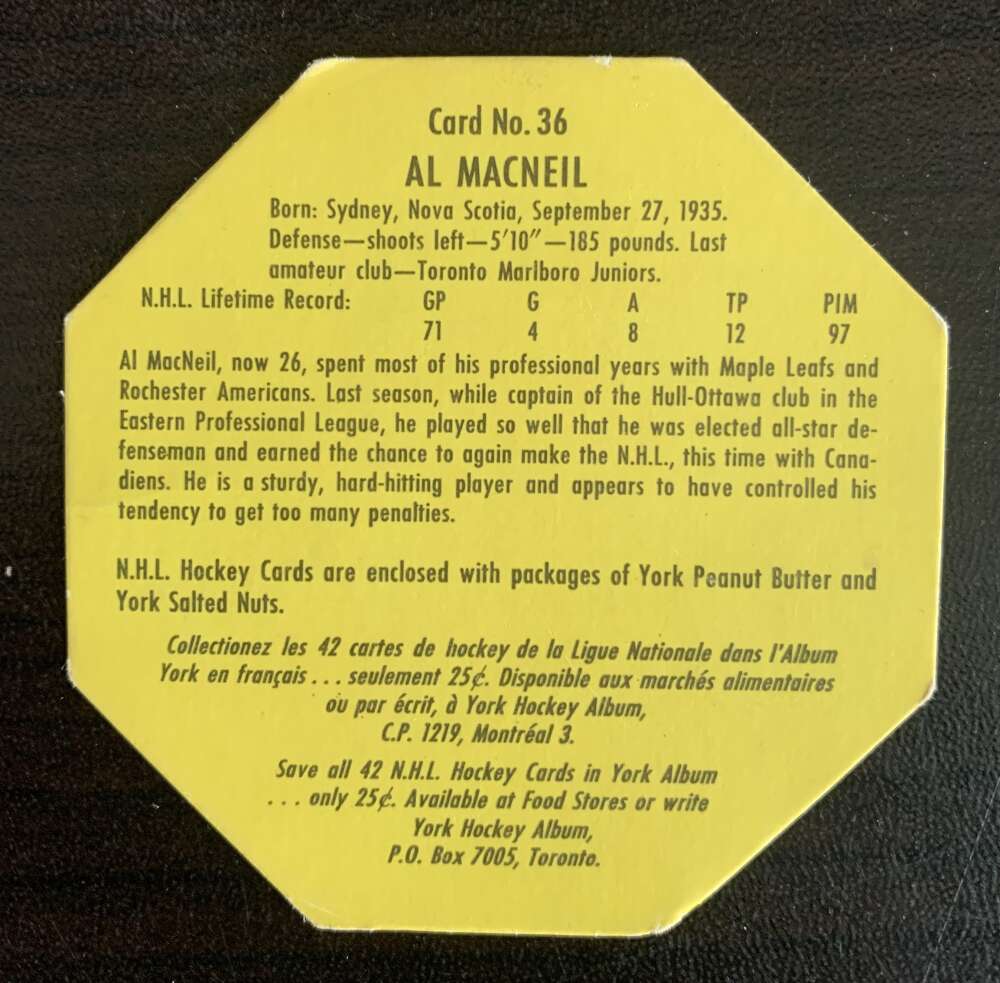 Card No. 36
AL MACNEIL
Born: Sydney, Nova Scotia, September 27, 1935.
Defense—shoots left—5'10"—185 pounds. Last
amateur club—Toronto Marlboro Juniors.
N.H.L. Lifetime Record: GP G A TP PIM
71 4 8 12 97
Al MacNeil, now 26, spent most of his professional years with Maple Leafs and
Rochester Americans. Last season, while captain of the Hull-Ottawa club in the
Eastern Professional League, he played so well that he was elected all-star de-
fenseman and earned the chance to again make the N.H.L., this time with Cana-
diens. He is a sturdy, hard-hitting player and appears to have controlled his
tendency to get too many penalties.
N.H.L. Hockey Cards are enclosed with packages of York Peanut Butter and
York Salted Nuts.
Collectionez les 42 cartes de hockey de la Ligue Nationale dans l'Album
York en français . . . seulement 25¢. Disponible aux marchés alimentaires
ou par écrit, à York Hockey Album,
C.P. 1219, Montréal 3.
Save all 42 N.H.L. Hockey Cards in York Album
. . . only 25¢. Available at Food Stores or write
York Hockey Album,
P.O. Box 7005, Toronto.